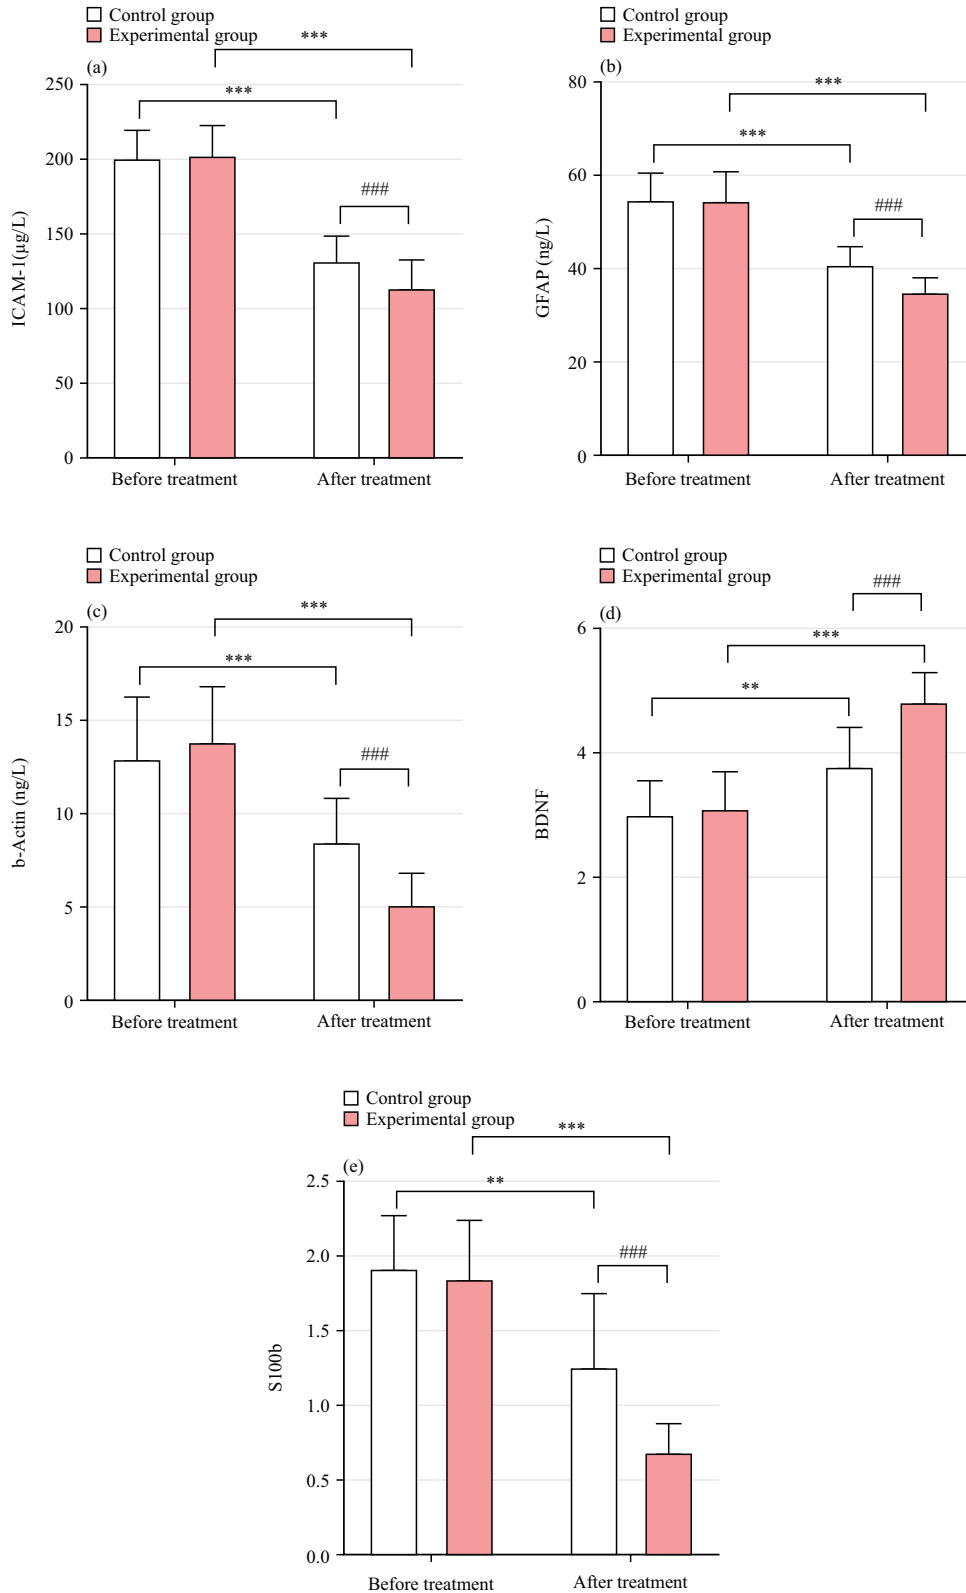 Control group
Experimental group
(a)
***
***
###
250
200
150
100
50
0
ICAM-1(μg/L)
Before treatment
After treatment
Control group
Experimental group
(b)
***
***
###
80
60
40
20
0
GFAP (ng/L)
Before treatment
After treatment
Control group
Experimental group
(c)
***
***
###
20
15
10
5
0
b-Actin (ng/L)
Before treatment
After treatment
Control group
Experimental group
(d)
###
***
**
6
4
2
0
BDNF
Before treatment
After treatment
Control group
Experimental group
(e)
***
**
###
2.5
2.0
1.5
1.0
0.5
0.0
S100b
Before treatment
After treatment